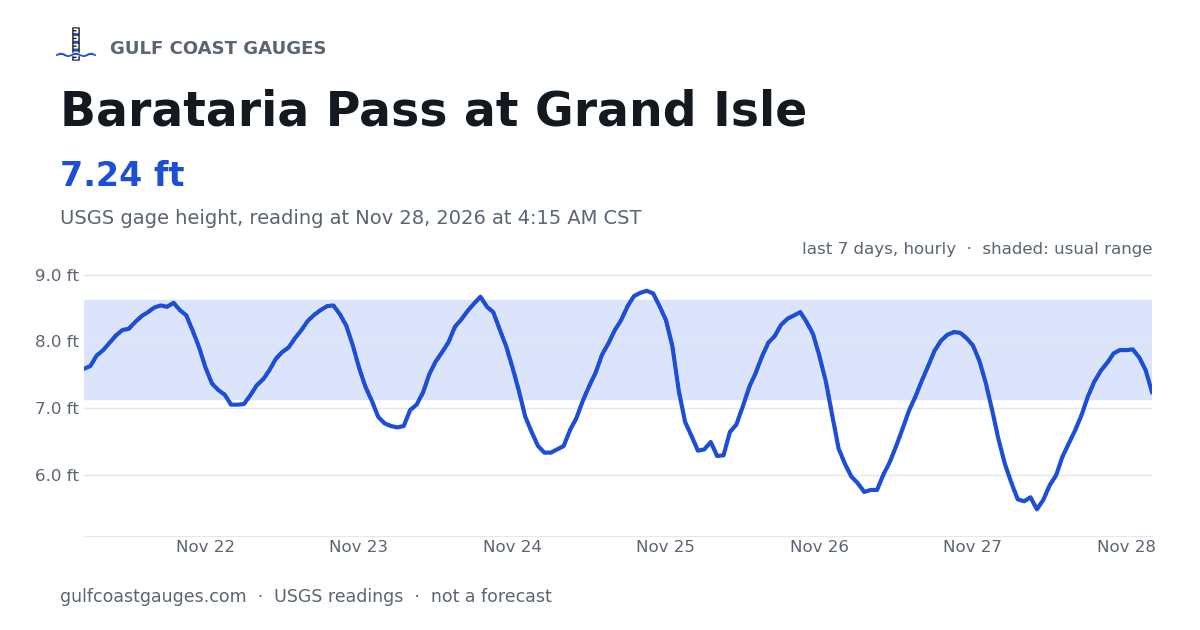 GULF COAST GAUGES
Barataria Pass at Grand Isle
7.24 ft
USGS gage height, reading at Nov 28, 2026 at 4:15 AM CST
last 7 days, hourly · shaded: usual range
9.0 ft
8.0 ft
7.0 ft
6.0 ft
Nov 22 Nov 23 Nov 24 Nov 25 Nov 26 Nov 27 Nov 28
gulfcoastgauges.com · USGS readings · not a forecast